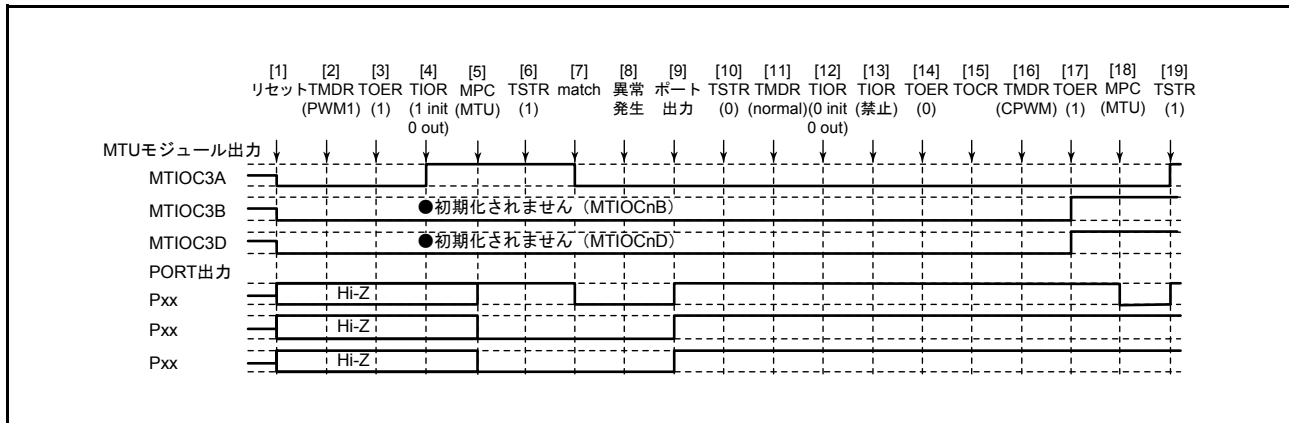 [1] [2] [3] [4] [5] [6] [7] [8] [9] [10] [11] [12] [13] [14] [15] [16] [17] [18] [19]
リセット TMDR TOER TIOR MPC TSTR match 異常 ポート TSTR TMDR TIOR TIOR TOER TOCR TMDR TOER MPC TSTR
(PWM1) (1) (1 init (MTU) (1) 発生 出力 (0) (normal) (0 init (禁止) (0) (CPWM) (1) (MTU) (1)
0 out) 0 out)
MTUモジュール出力
MTIOC3A
MTIOC3B ●初期化されません（MTIOCnB）
MTIOC3D ●初期化されません（MTIOCnD）
PORT出力
Pxx Hi-Z
Pxx Hi-Z
Pxx Hi-Z